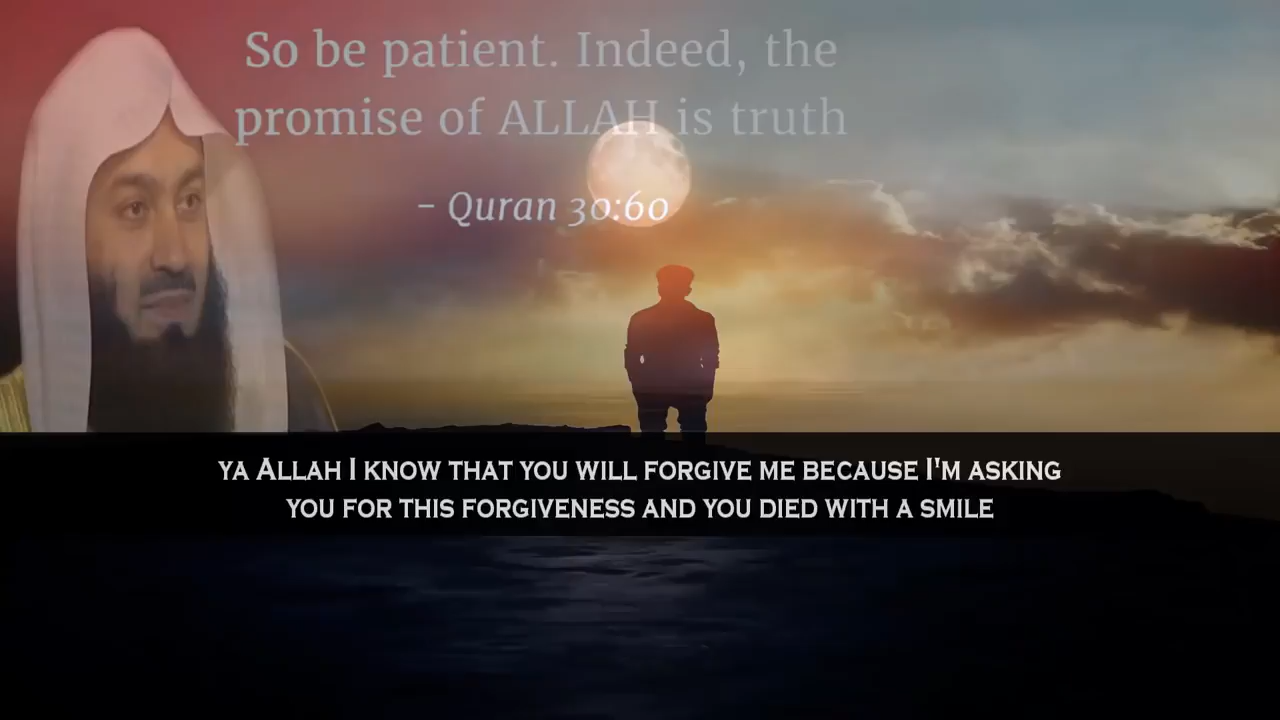 So be patient. Indeed, the
promise of ALLAH is truth
- Quran 30:60
YA ALLAH I KNOW THAT YOU WILL FORGIVE ME BECAUSE I'M ASKING
YOU FOR THIS FORGIVENESS AND YOU DIED WITH A SMILE